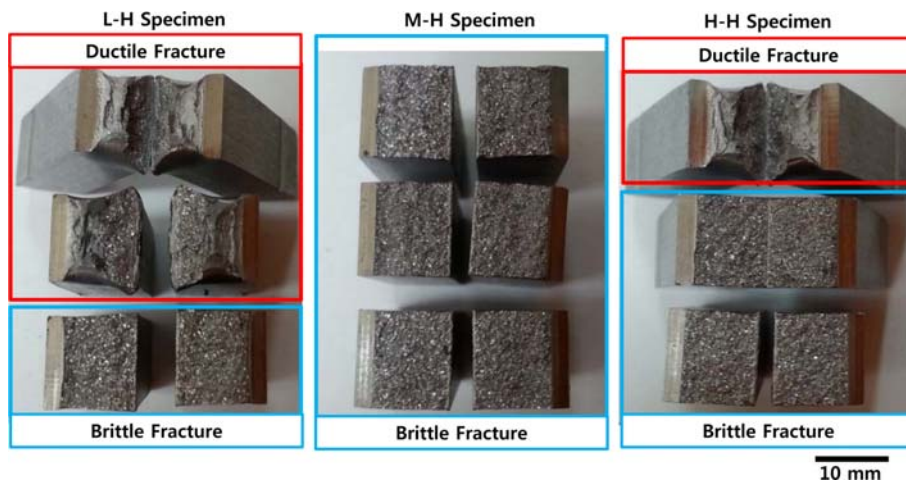 L-H Specimen
M-H Specimen
H-H Specimen
Ductile Fracture
Ductile Fracture
Brittle Fracture
Brittle Fracture
Brittle Fracture
10 mm